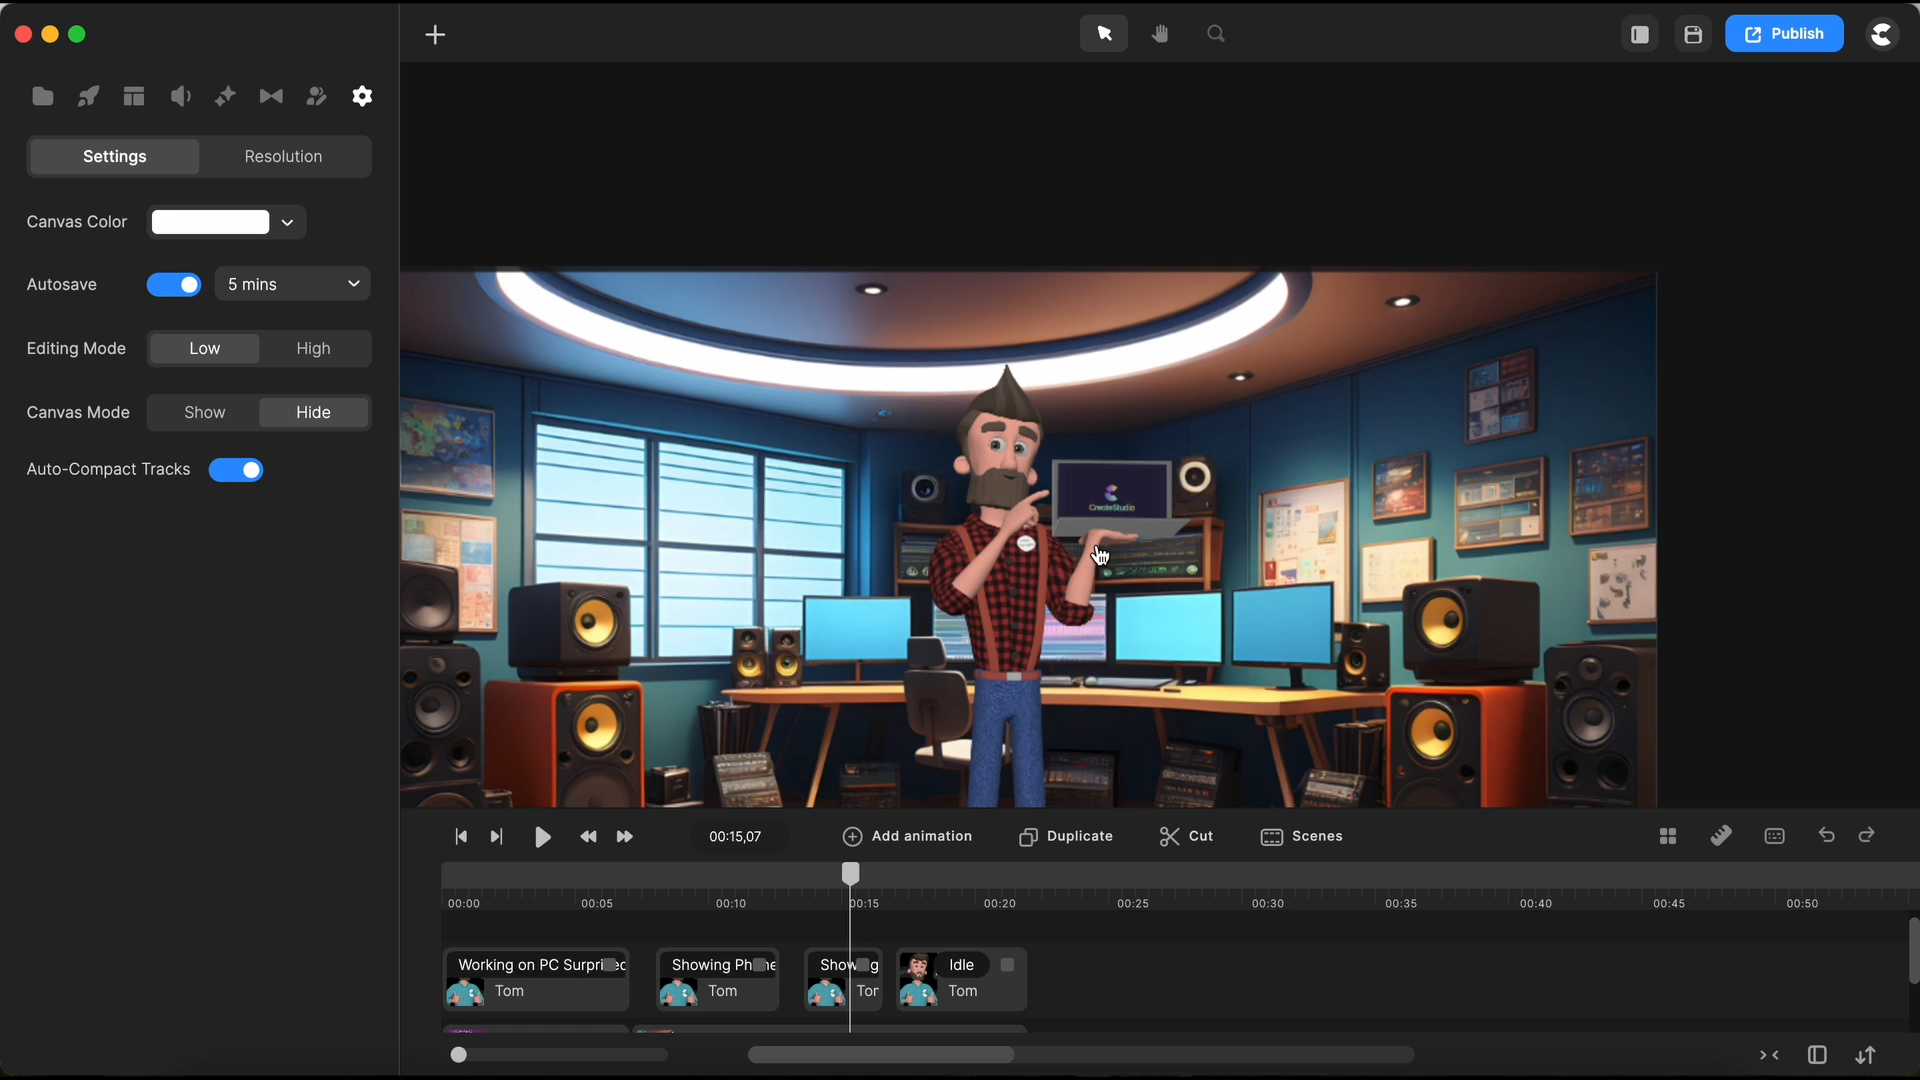 Publish
Settings
Resolution
Canvas Color
Autosave
5 mins
Editing Mode
Low
High
Canvas Mode
Show
Hide
Auto-Compact Tracks
CreateStudio
00:15,07
Add animation
Duplicate
Cut
Scenes
00:00
00:05
00:10
00:15
00:20
00:25
00:30
00:35
00:40
00:45
00:50
Working on PC Surpri
Tom
Showing Ph
Tom
Show
Tor
Idle
Tom